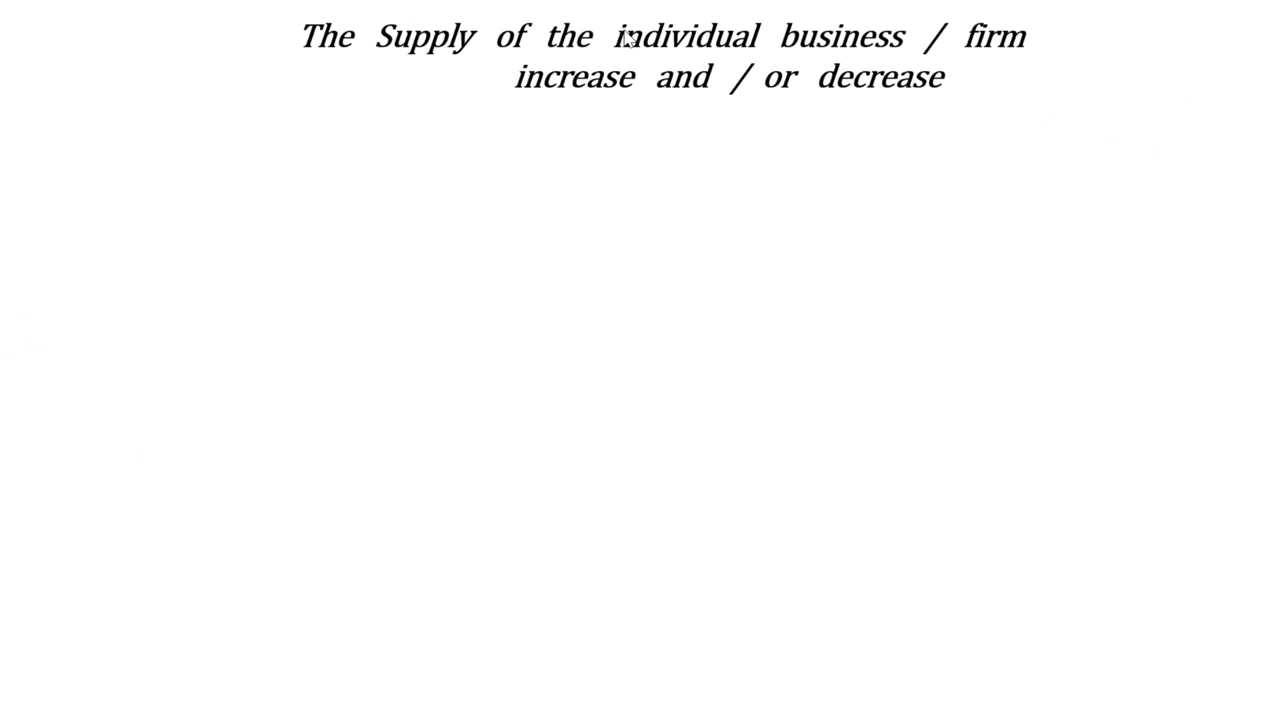 The Supply of the individual business / firm
increase and / or decrease